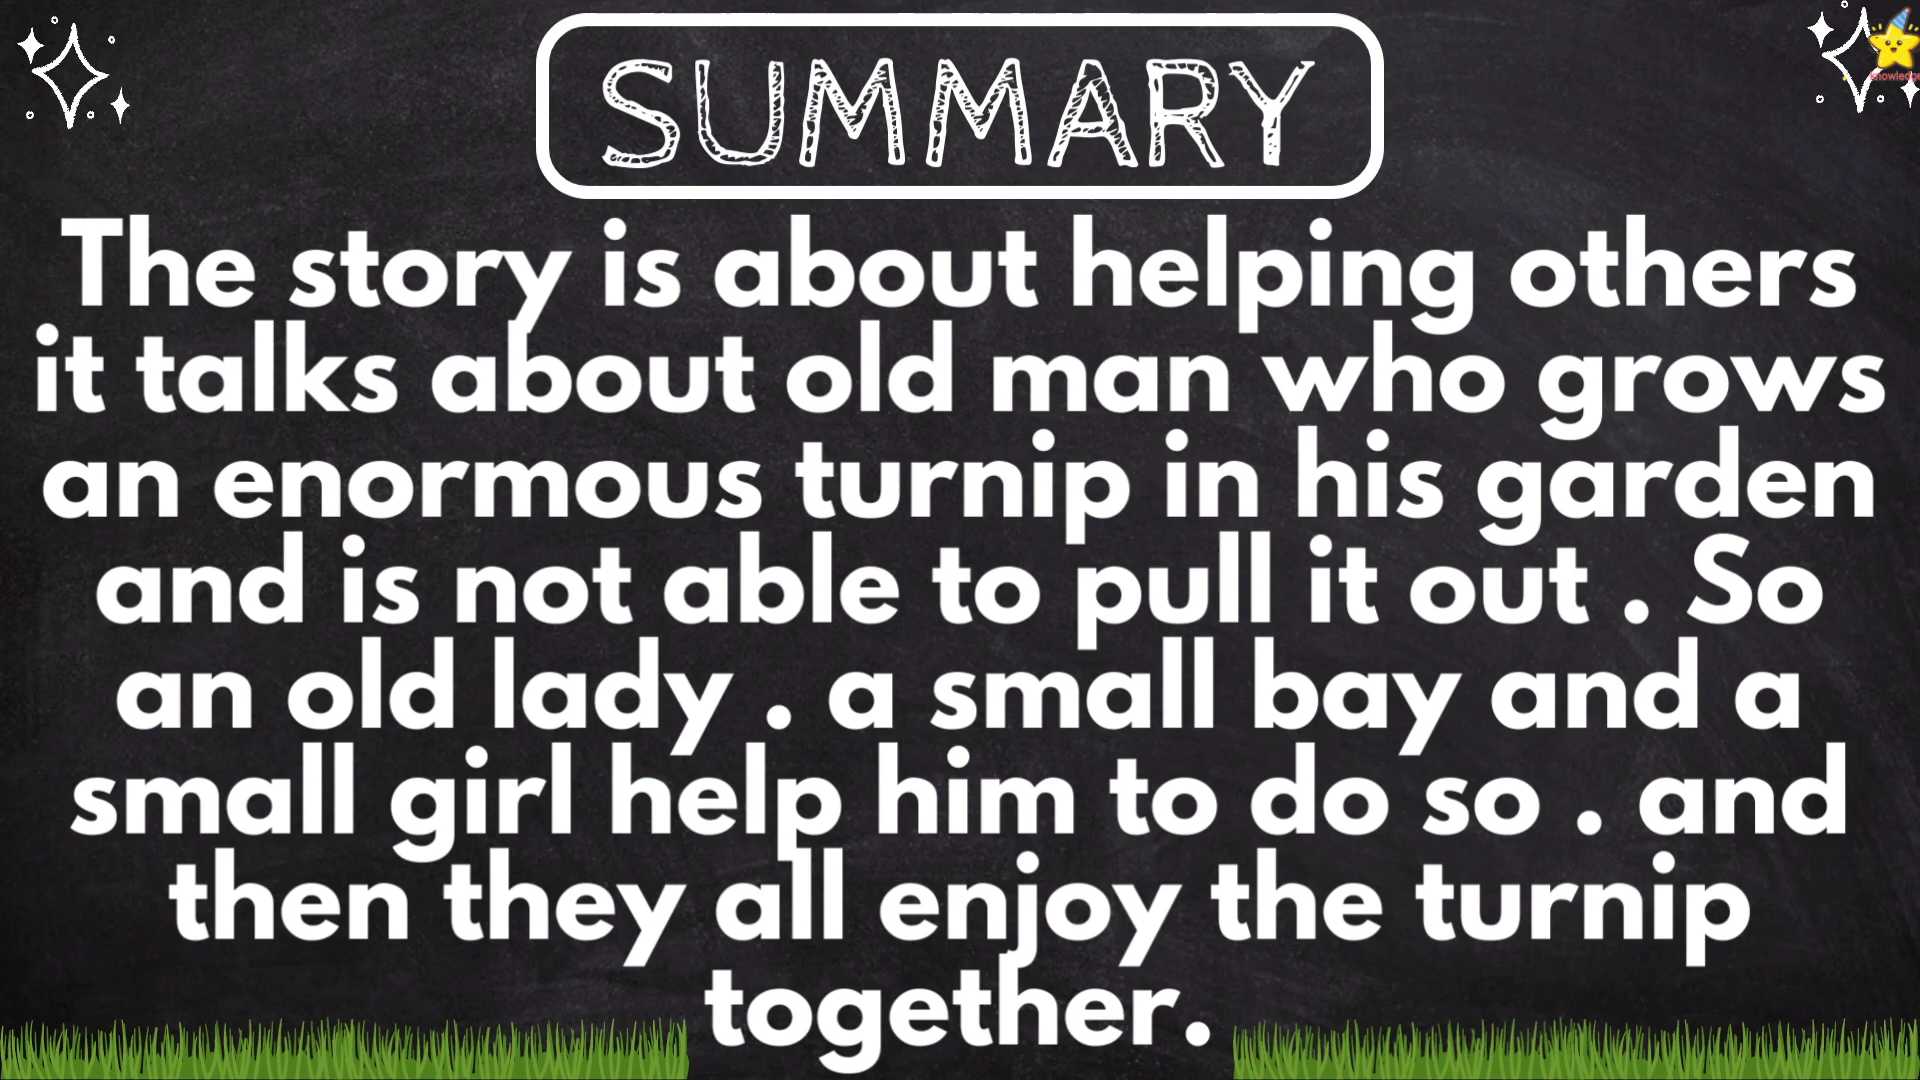 SUMMARY
The story is about helping others
it talks about old man who grows
an enormous turnip in his garden
and is not able to pull it out . So
an old lady . a small bay and a
small girl help him to do so . and
then they all enjoy the turnip
together.